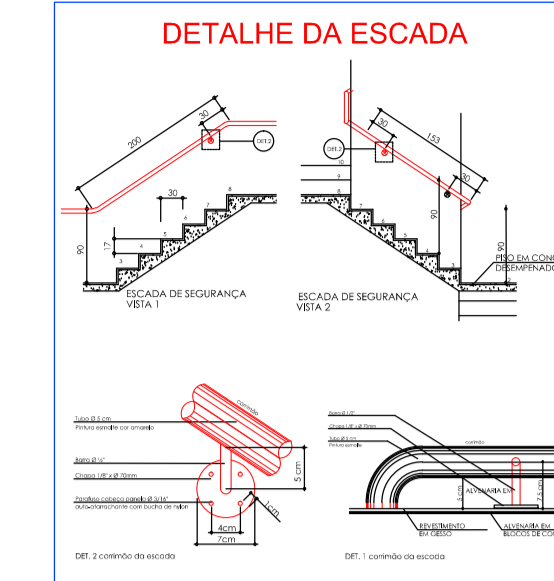 DETALHE DA ESCADA
200
30
DET.2
30
17
90
3
4
5
6
7
8
ESCADA DE SEGURANÇA
VISTA 1
30
153
DET.2
30
10
9
8
7
6
5
4
3
90
90
PISO EM CONC
DESEMPENADO
ESCADA DE SEGURANÇA
VISTA 2
corrimão
Tubo Ø 5 cm
Pintura esmalte cor amarelo
Barra Ø ½"
Chapa 1/8" x Ø 70mm
Parafuso cabeça panela Ø 3/16"
auto-atarrachante com bucha de nylon
5 cm
1cm
4cm
7cm
DET. 2 corrimão da escada
Barra Ø 1/2"
Chapa 1/8" x Ø 70mm
Tubo Ø 5 cm
Pintura esmalte
corrimão
ALVENARIA EM
5 cm
7,5 cm
REVESTIMENTO
EM GESSO
ALVENARIA EM
BLOCOS DE CO
DET. 1 corrimão da escada